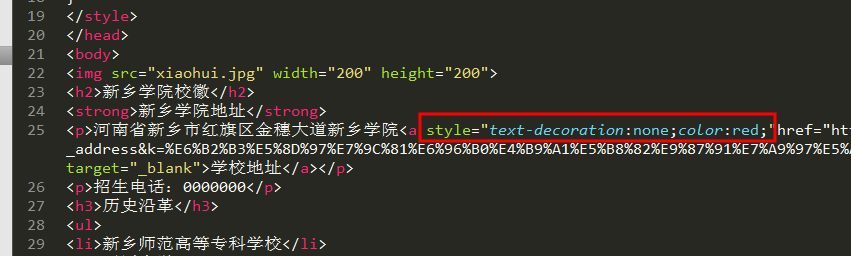 18 }
19 </style>
20 </head>
21 <body>
22 <img src="xiaohui.jpg" width="200" height="200">
23 <h2>新乡学院校徽</h2>
24 <strong>新乡学院地址</strong>
25 <p>河南省新乡市红旗区金穗大道新乡学院<a style="text-decoration:none;color:red;"href="ht
_address&k=%E6%B2%B3%E5%8D%97%E7%9C%81%E6%96%B0%E4%B9%A1%E5%B8%82%E9%87%91%E7%A9%97%E5%A
target="_blank">学校地址</a></p>
26 <p>招生电话：0000000</p>
27 <h3>历史沿革</h3>
28 <ul>
29 <li>新乡师范高等专科学校</li>